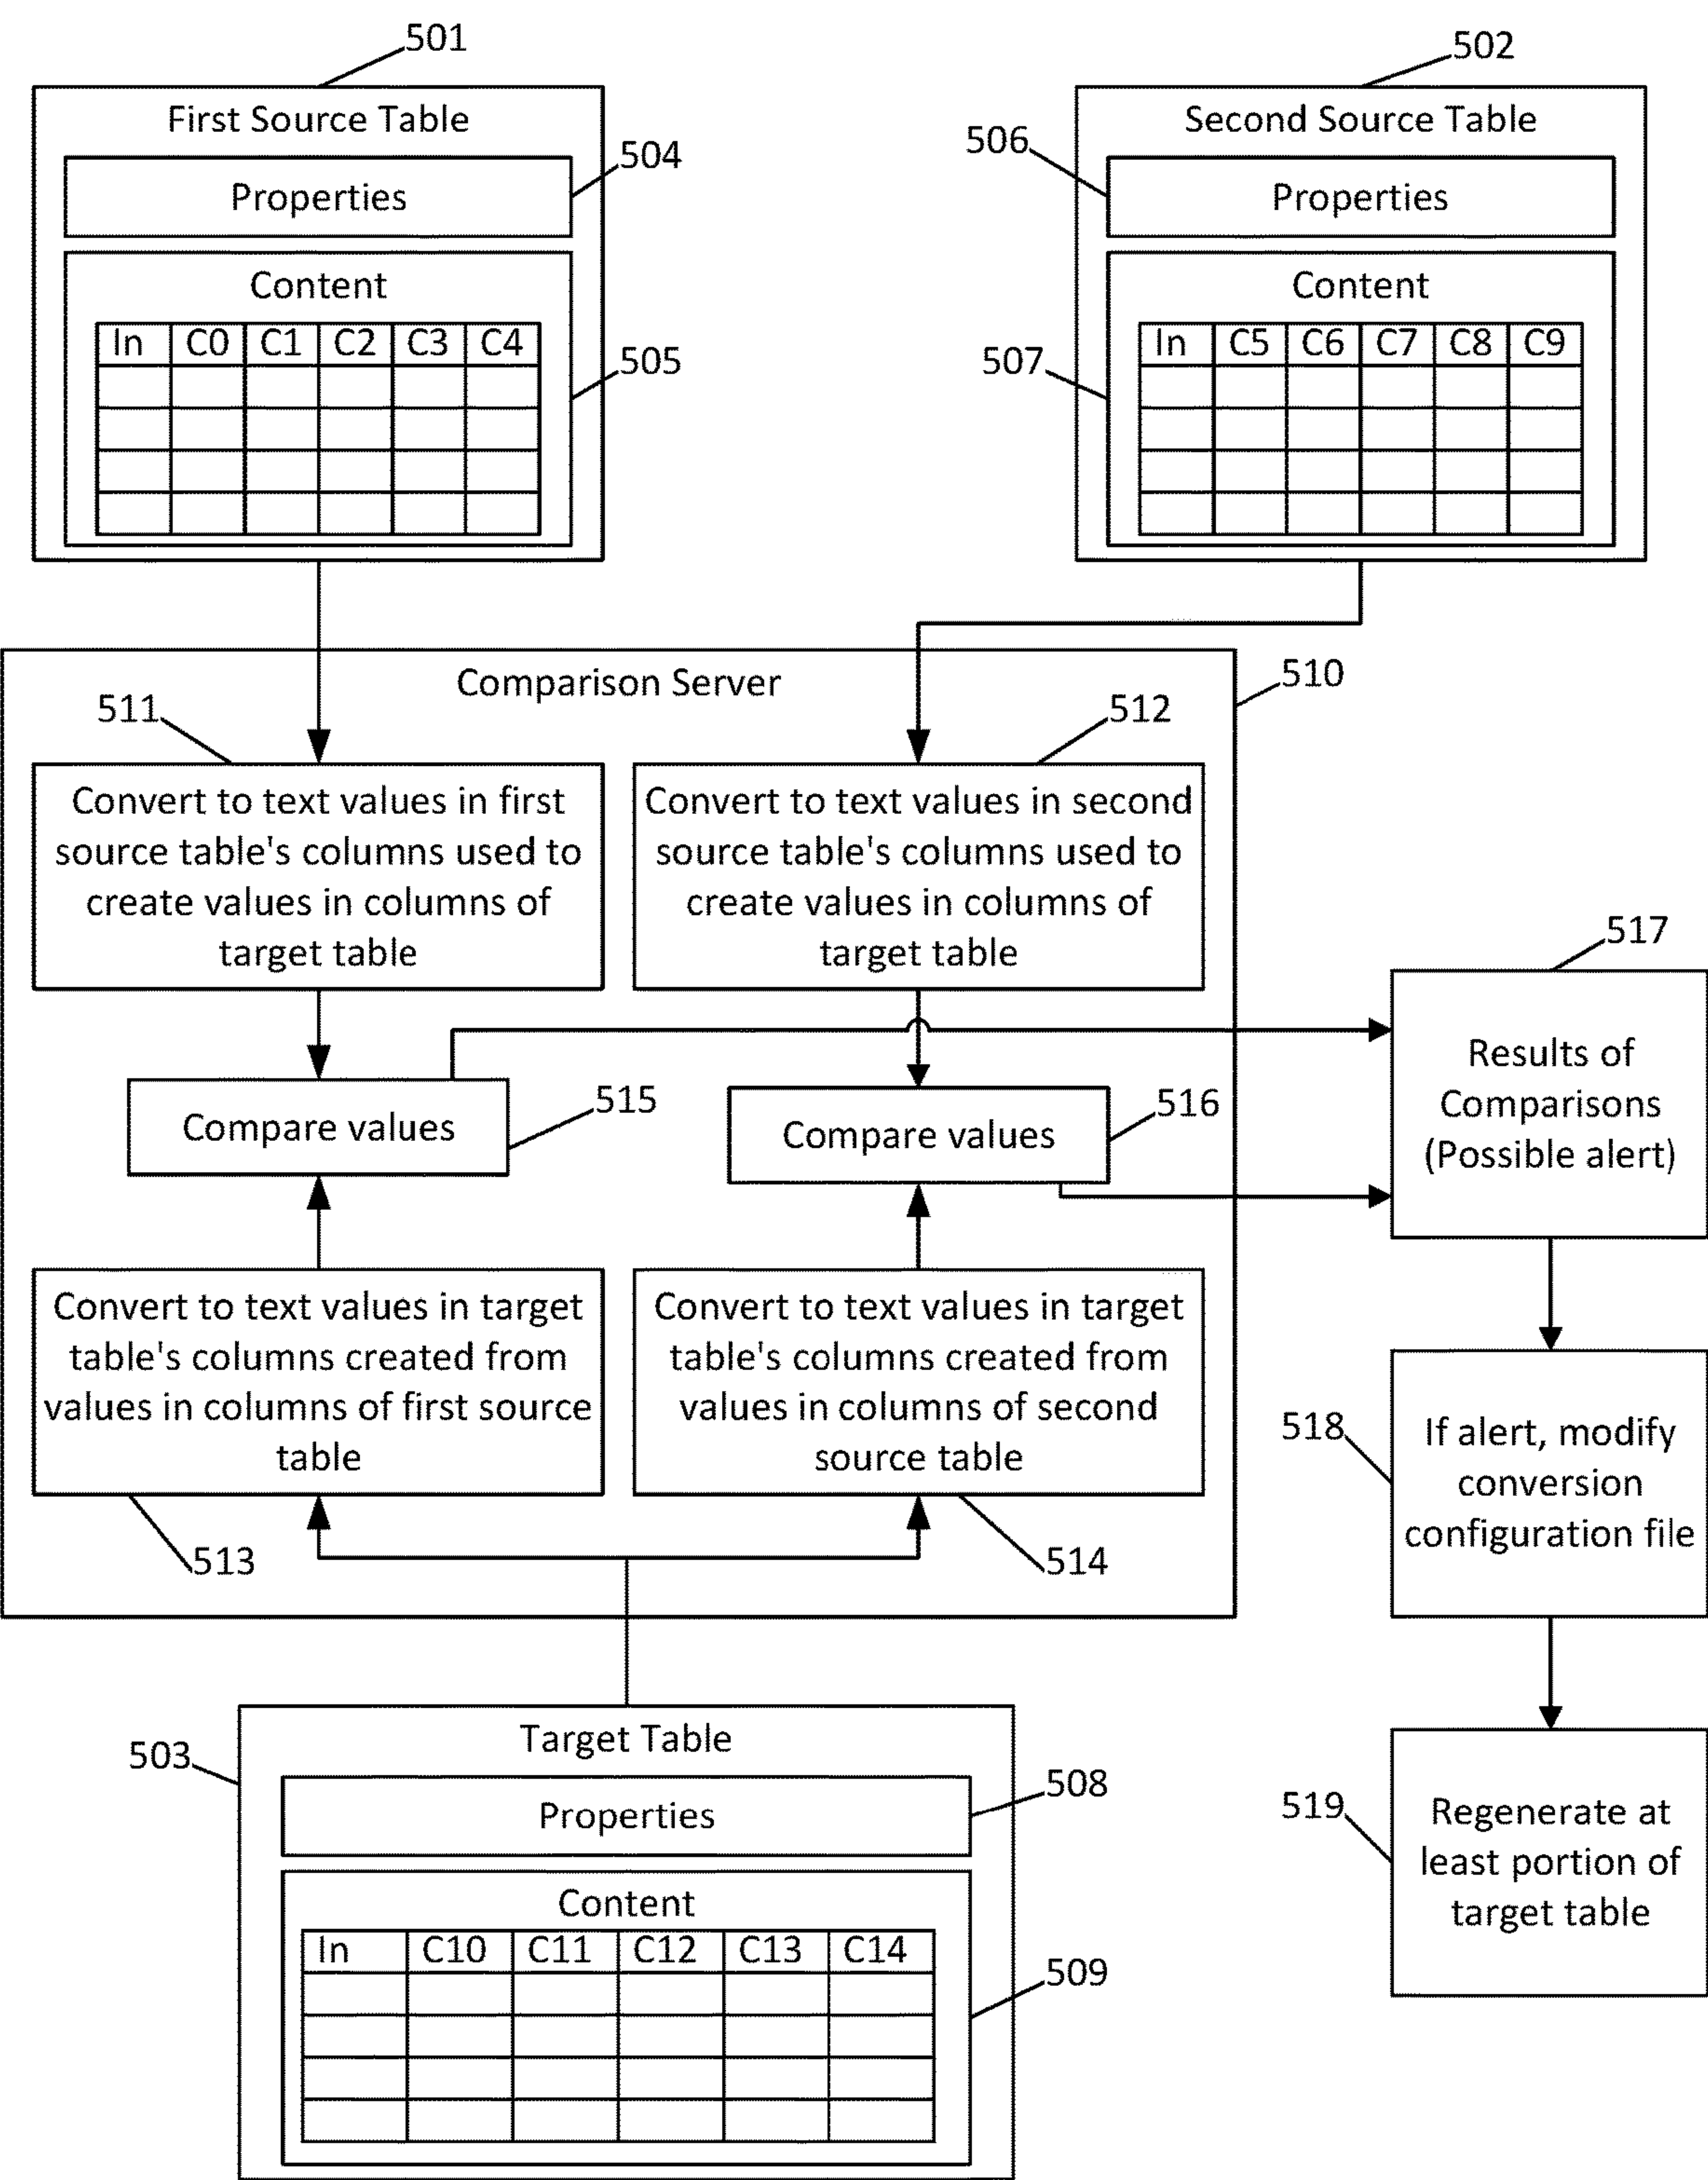 501
First Source Table
504
Properties
Content
In C0 C1 C2 C3 C4
505
502
Second Source Table
506
Properties
Content
In C5 C6 C7 C8 C9
507
Comparison Server
510
511
Convert to text values in first
source table's columns used to
create values in columns of
target table
512
Convert to text values in second
source table's columns used to
create values in columns of
target table
Compare values
515
Compare values
516
Convert to text values in target
table's columns created from
values in columns of first source
table
513
Convert to text values in target
table's columns created from
values in columns of second
source table
514
517
Results of
Comparisons
(Possible alert)
518
If alert, modify
conversion
configuration file
519
Regenerate at
least portion of
target table
503
Target Table
508
Properties
Content
In C10 C11 C12 C13 C14
509